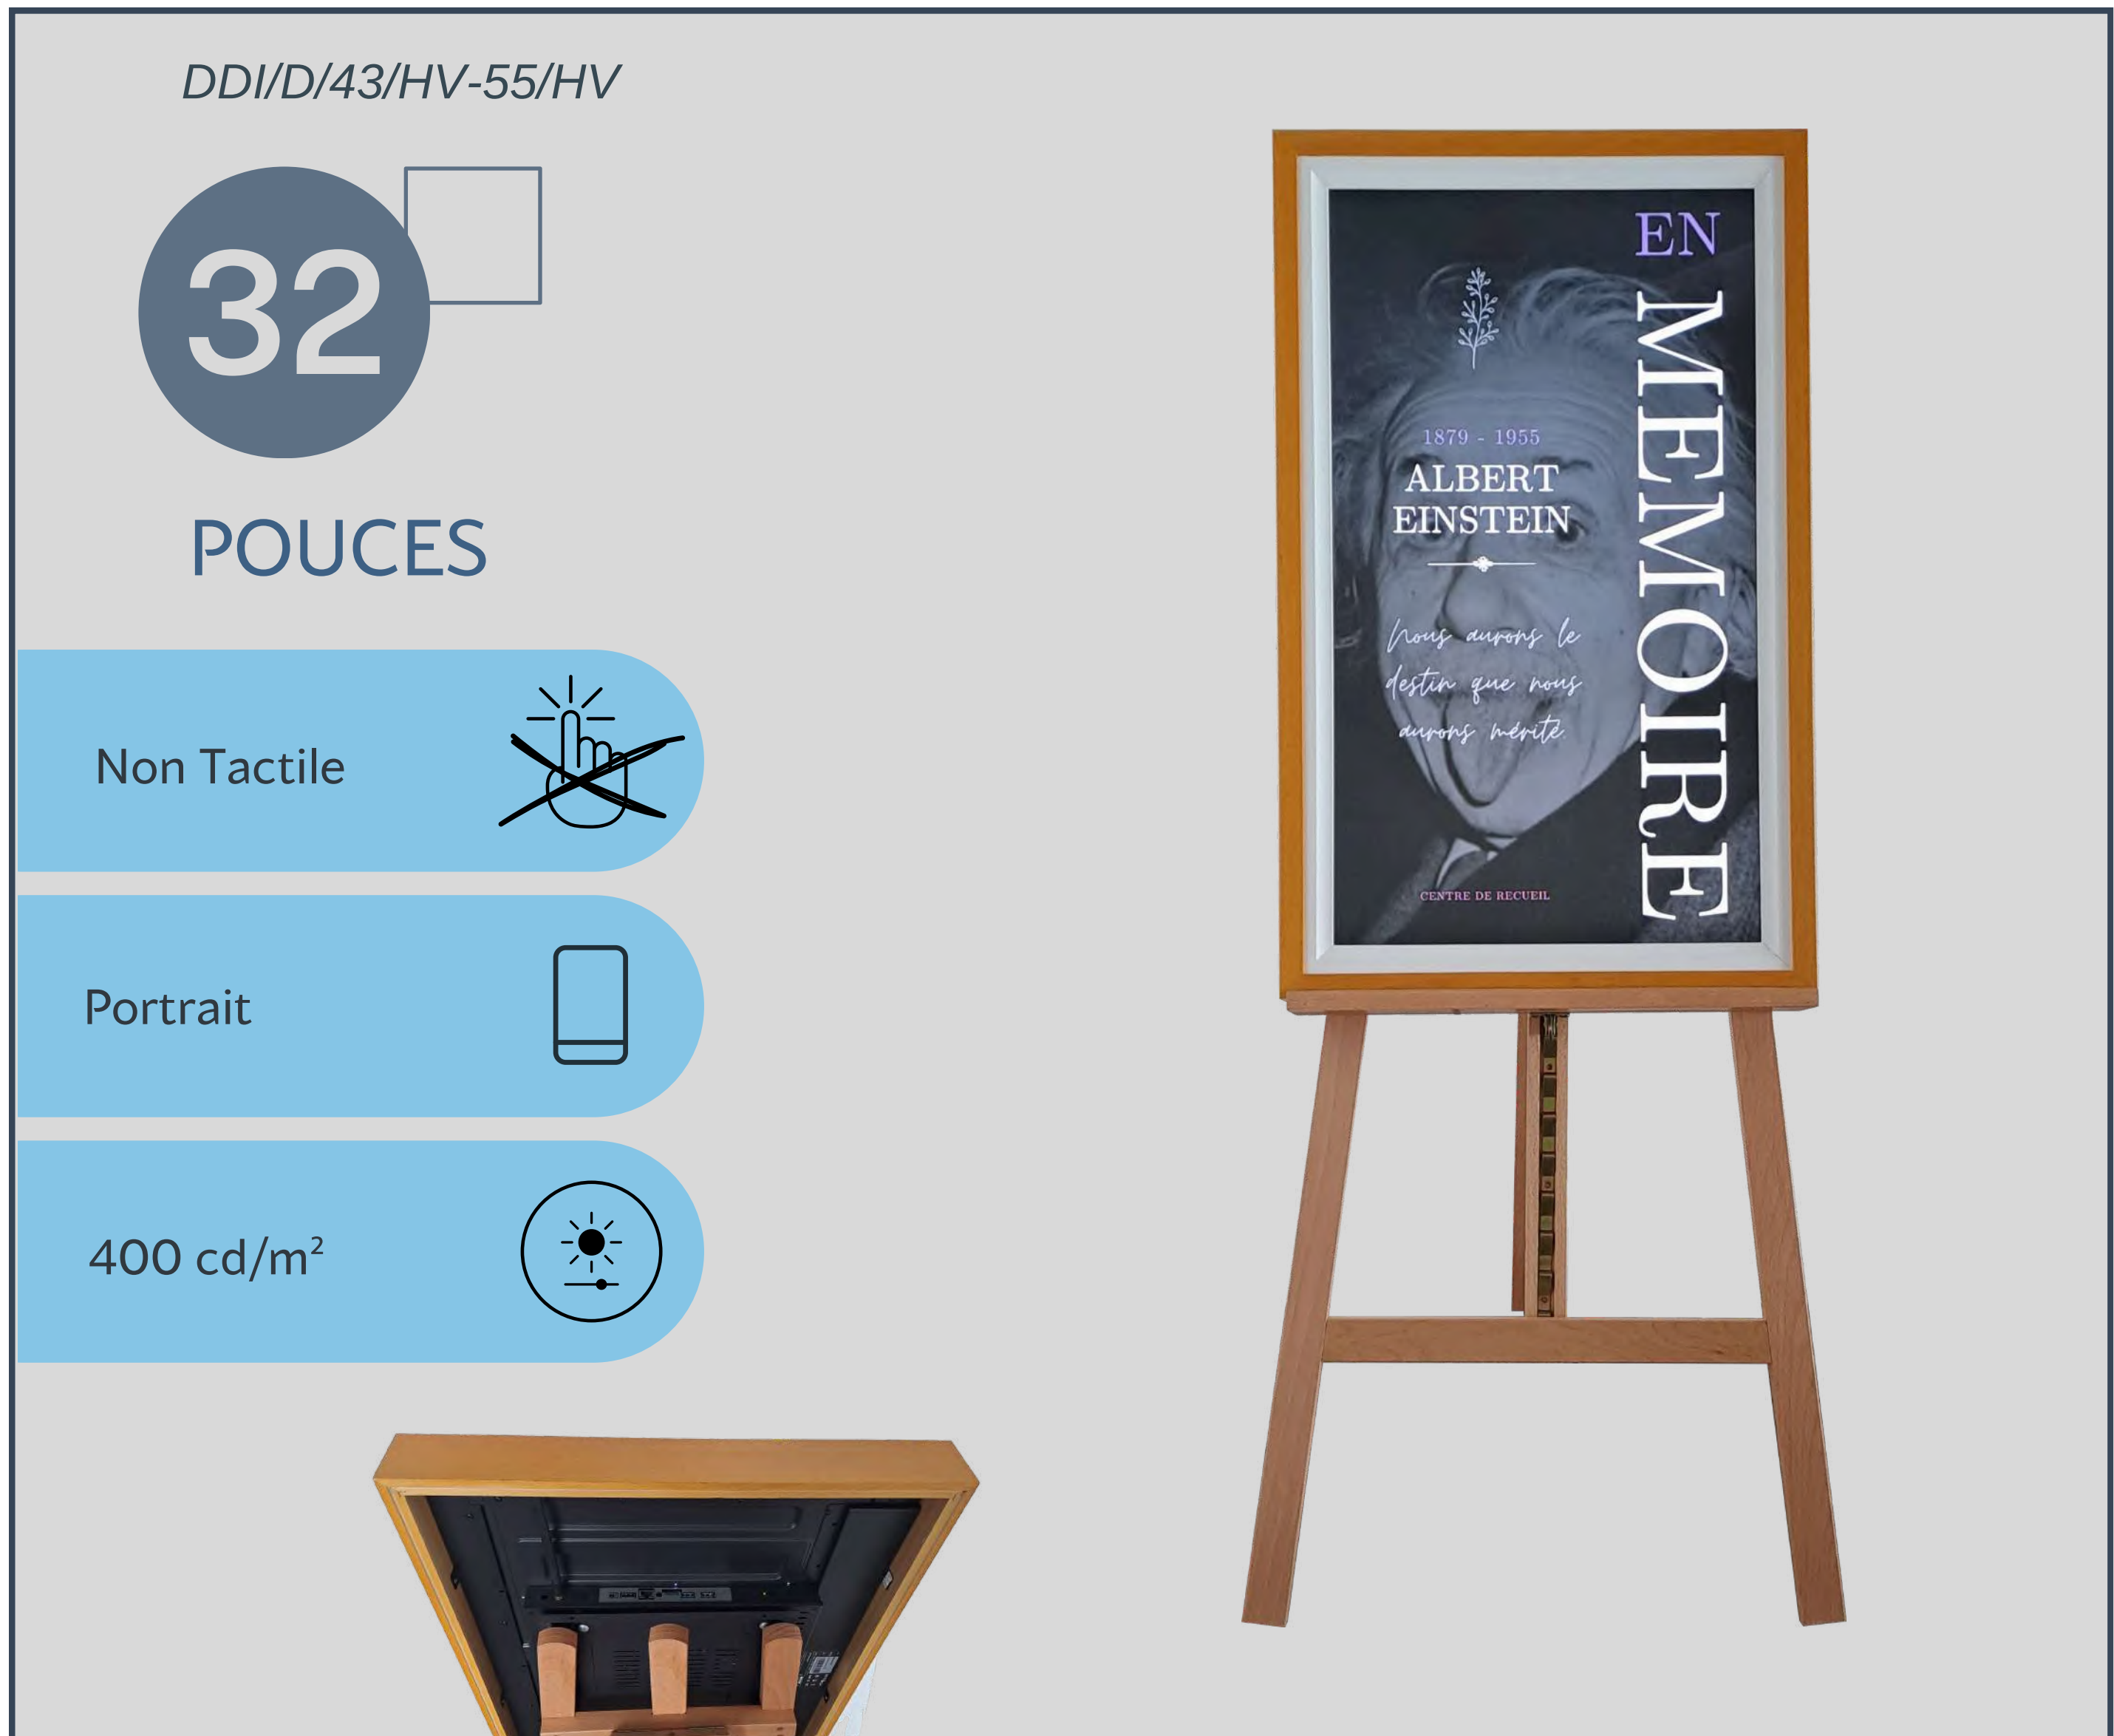 DDI/D/43/HV-55/HV
32
POUCES
Non Tactile
Portrait
400 cd/m²
EN
MEMOIRE
1879 - 1955
ALBERT
EINSTEIN
Nous aurons le
destin que nous
aurons mérité.
CENTRE DE RECUEIL